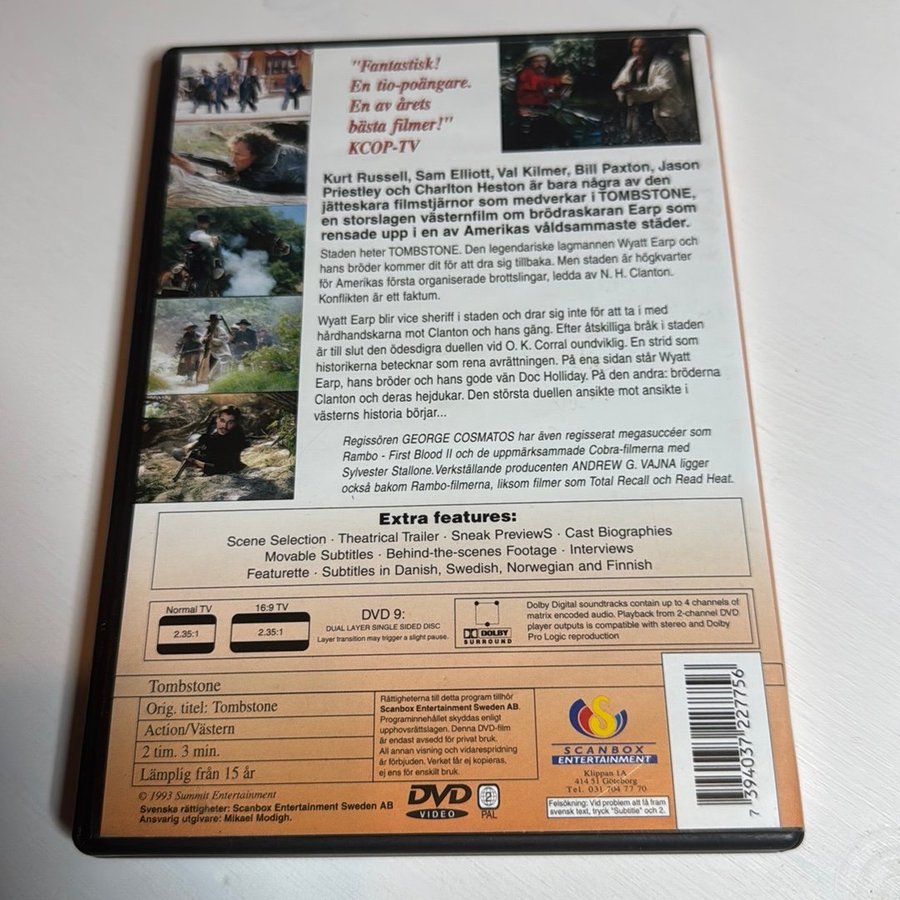 "Fantastisk!
En tio-poängare.
En av årets
bästa filmer!"
KCOP-TV
Kurt Russell, Sam Elliott, Val Kilmer, Bill Paxton, Jason
Priestley och Charlton Heston är bara några av den
jätteskara filmstjärnor som medverkar i TOMBSTONE,
en storslagen västernfilm om brödraskaran Earp som
rensade upp i en av Amerikas våldsammaste städer.
Staden heter TOMBSTONE. Den legendariske lagmannen Wyatt Earp och
hans bröder kommer dit för att dra sig tillbaka. Men staden är högkvarter
för Amerikas första organiserade brottslingar, ledda av N. H. Clanton.
Konflikten är ett faktum.
Wyatt Earp blir vice sheriff i staden och drar sig inte för att ta i med
hårdhandskarna mot Clanton och hans gäng. Efter åtskilliga bråk i staden
är till slut den ödesdigra duellen vid O. K. Corral oundviklig. En strid som
historikerna betecknar som rena avrättningen. På ena sidan står Wyatt
Earp, hans bröder och hans gode vän Doc Holliday. På den andra: bröderna
Clanton och deras hejdukar. Den största duellen ansikte mot ansikte i
västerns historia börjar...
Regissören GEORGE COSMATOS har även regisserat megasuccéer som
Rambo - First Blood II och de uppmärksammade Cobra-filmerna med
Sylvester Stallone.Verkställande producenten ANDREW G. VAJNA ligger
också bakom Rambo-filmerna, liksom filmer som Total Recall och Read Heat.
Extra features:
Scene Selection · Theatrical Trailer · Sneak PreviewS · Cast Biographies
Movable Subtitles · Behind-the-scenes Footage · Interviews
Featurette · Subtitles in Danish, Swedish, Norwegian and Finnish
Normal TV
2.35:1
16:9 TV
2.35:1
DVD 9:
DUAL LAYER SINGLE SIDED DISC
Layer transition may trigger a slight pause.
DOLBY
SURROUND
Dolby Digital soundtracks contain up to 4 channels of
matrix encoded audio. Playback from 2-channel DVD
player outputs is compatible with stereo and Dolby
Pro Logic reproduction
Tombstone
Orig. titel: Tombstone
Action/Västern
2 tim. 3 min.
Lämplig från 15 år
© 1993 Summit Entertainment
Svenska rättigheter: Scanbox Entertainment Sweden AB
Ansvarig utgivare: Mikael Modigh.
Rättigheterna till detta program tillhör
Scanbox Entertainment Sweden AB.
Programinnehållet skyddas enligt
upphovsrättslagen. Denna DVD-film
är endast avsedd för privat bruk.
All annan visning och vidarespridning
är förbjuden. Verket får ej kopieras,
ej ens för enskilt bruk.
DVD
VIDEO
2
PAL
S
SCANBOX
ENTERTAINMENT
Klippan 1A
414 51 Göteborg
Tel. 031 704 77 70
Felsökning: Vid problem att få fram
svensk text, tryck "Subtitle" och 2.
7 394037 227756